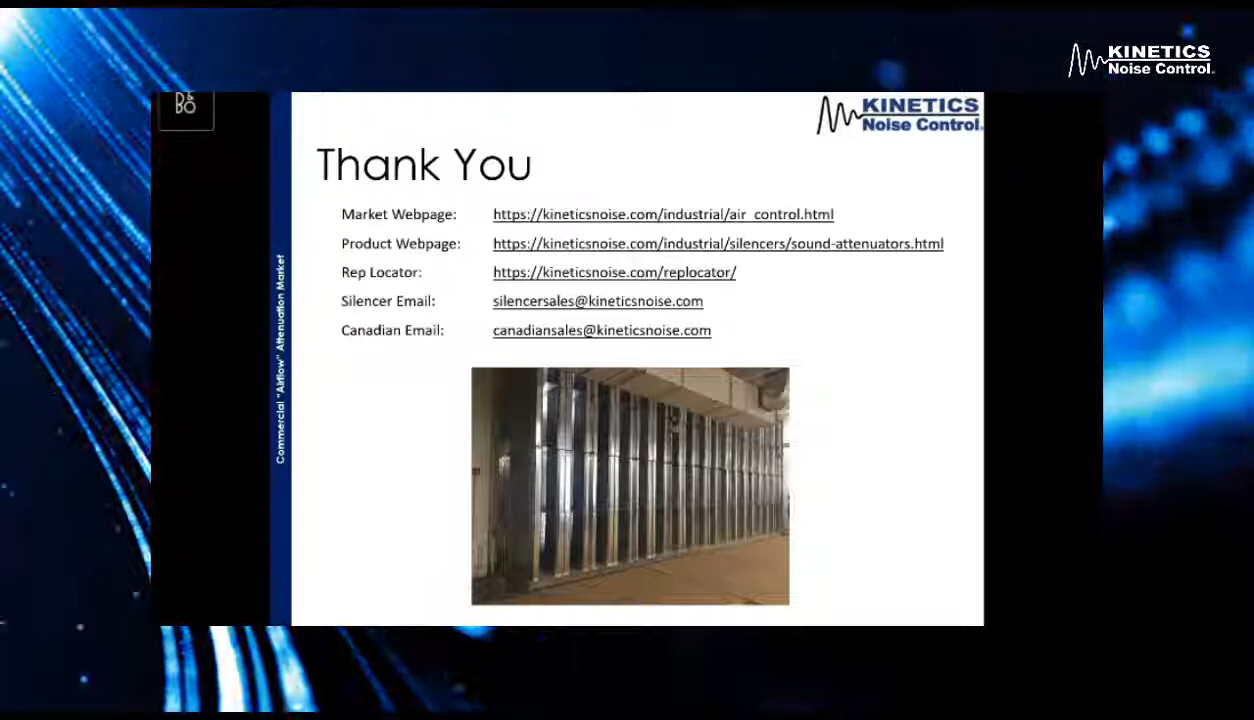 KINETICS
Noise Control.
KINETICS
Noise Control.
Thank You
Market Webpage: https://kineticsnoise.com/industrial/air_control.html
Product Webpage: https://kineticsnoise.com/industrial/silencers/sound-attenuators.html
Rep Locator: https://kineticsnoise.com/replocator/
Silencer Email: silencersales@kineticsnoise.com
Canadian Email: canadiansales@kineticsnoise.com
Commercial "Airflow" Attenuation Market